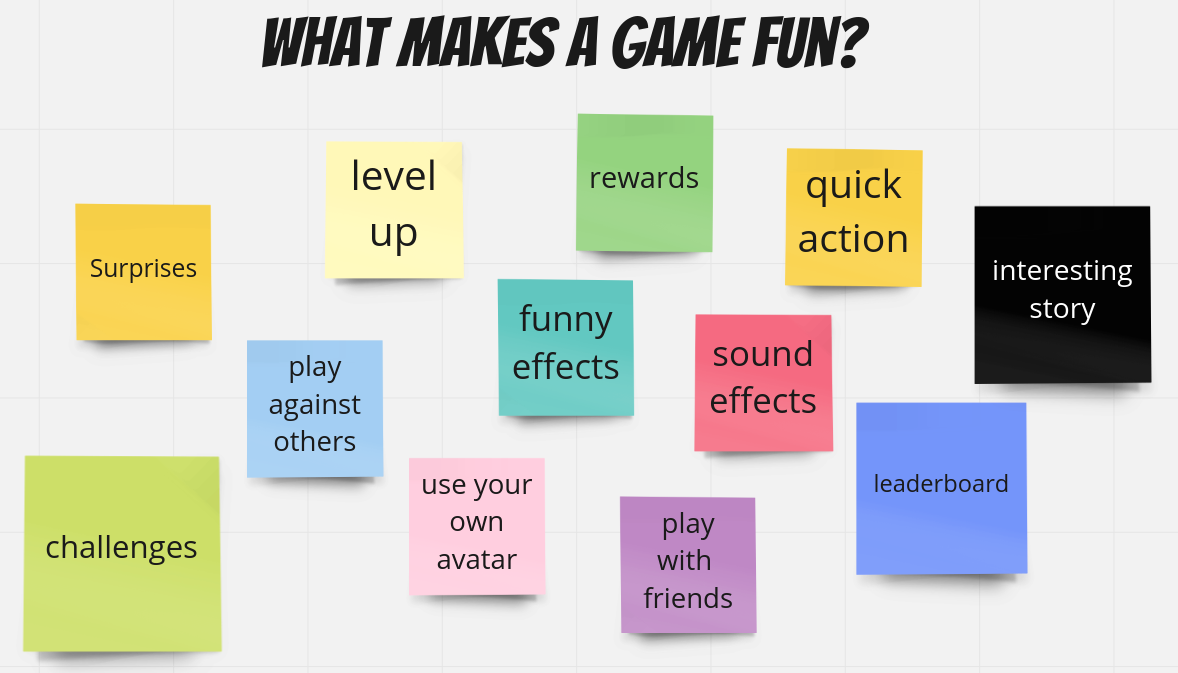 WHAT MAKES A GAME FUN?
level
up
rewards
quick
action
Surprises
interesting
story
funny
effects
sound
effects
play
against
others
leaderboard
challenges
use your
own
avatar
play
with
friends